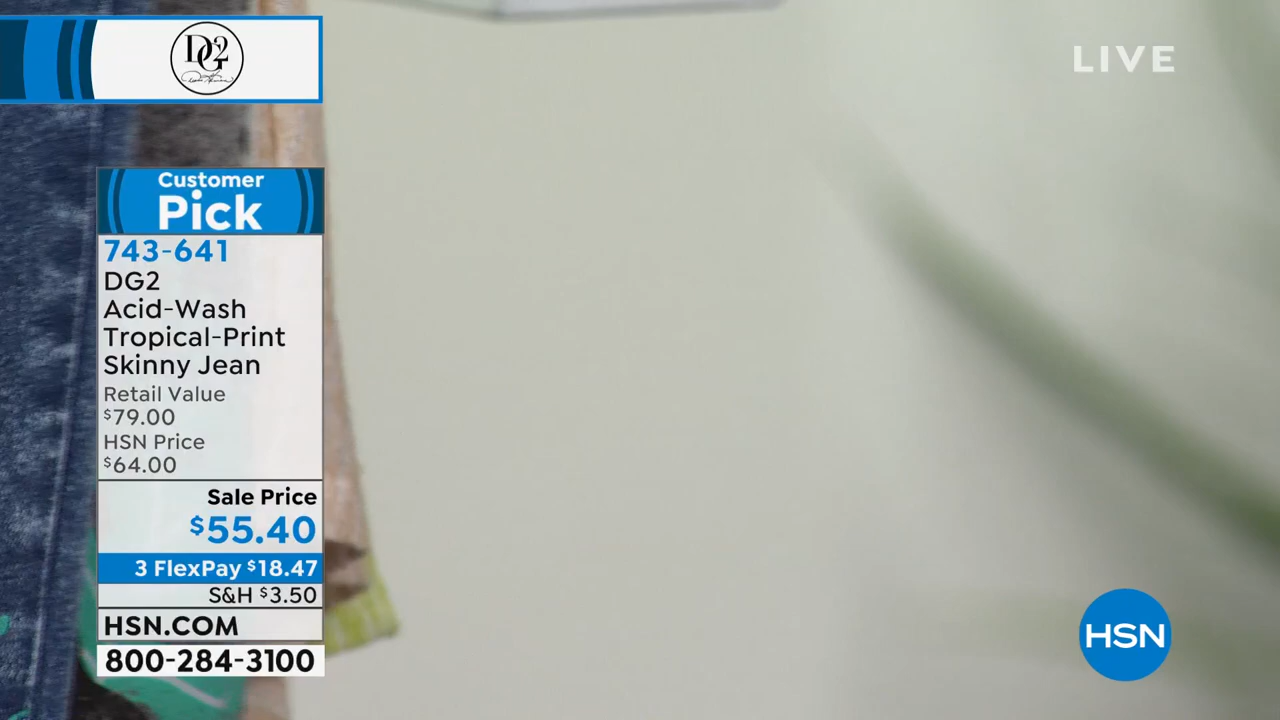 DG2
LIVE
Customer
Pick
743-641
DG2
Acid-Wash
Tropical-Print
Skinny Jean
Retail Value
$79.00
HSN Price
$64.00
Sale Price
$55.40
3 FlexPay $18.47
S&H $3.50
HSN.COM
800-284-3100
HSN